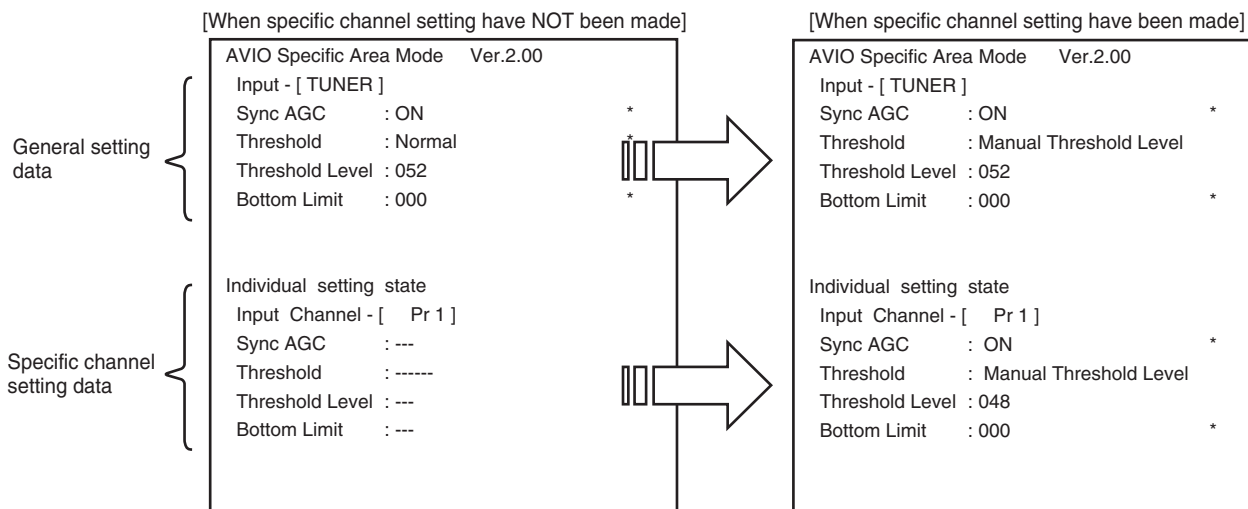 [When specific channel setting have NOT been made]
AVIO Specific Area Mode Ver.2.00
Input - [ TUNER ]
Sync AGC : ON *
Threshold : Normal *
Threshold Level : 052
Bottom Limit : 000 *
General setting
data
Individual setting state
Input Channel - [ Pr 1 ]
Sync AGC : ---
Threshold : ------
Threshold Level : ---
Bottom Limit : ---
Specific channel
setting data
[When specific channel setting have been made]
AVIO Specific Area Mode Ver.2.00
Input - [ TUNER ]
Sync AGC : ON *
Threshold : Manual Threshold Level
Threshold Level : 052
Bottom Limit : 000 *
Individual setting state
Input Channel - [ Pr 1 ]
Sync AGC : ON *
Threshold : Manual Threshold Level
Threshold Level : 048
Bottom Limit : 000 *